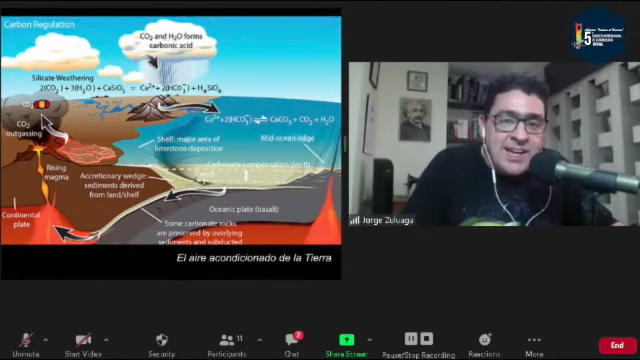 Carbon Regulation
CO₂ and H₂O forms
carbonic acid
Silicate Weathering
2(CO₂) + 3(H₂O) + CaSiO₃ = Ca²⁺+ 2(HCO₃⁻) + H₄SiO₄
CO₂
CO₂
outgassing
Ca²⁺+ 2(HCO₃⁻) ⇌ CaCO₃ + CO₂ + H₂O
Shelf: major area of
limestone deposition
Mid-ocean ridge
Rising
magma
Accretionary wedge:
sediments derived
from land/shelf
Carbonate compensation depth
Continental
plate
Oceanic plate (basalt)
Some carbonate rocks
are preserved by overlying
sediments and subducted
El aire acondicionado de la Tierra
5
Jorge Zuluaga
Unmute
Start Video
Security
11
Participants
2
Chat
Share Screen
Pause/Stop Recording
Reactions
More
End